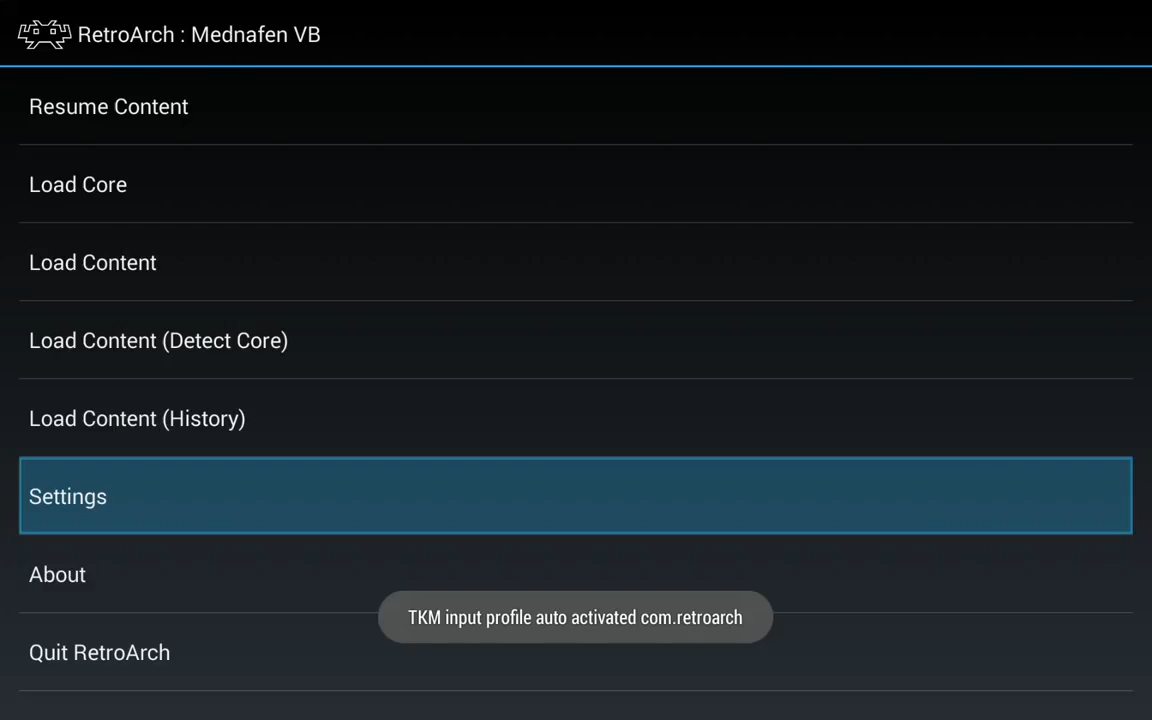 RetroArch : Mednafen VB
Resume Content
Load Core
Load Content
Load Content (Detect Core)
Load Content (History)
Settings
About
TKM input profile auto activated com.retroarch
Quit RetroArch